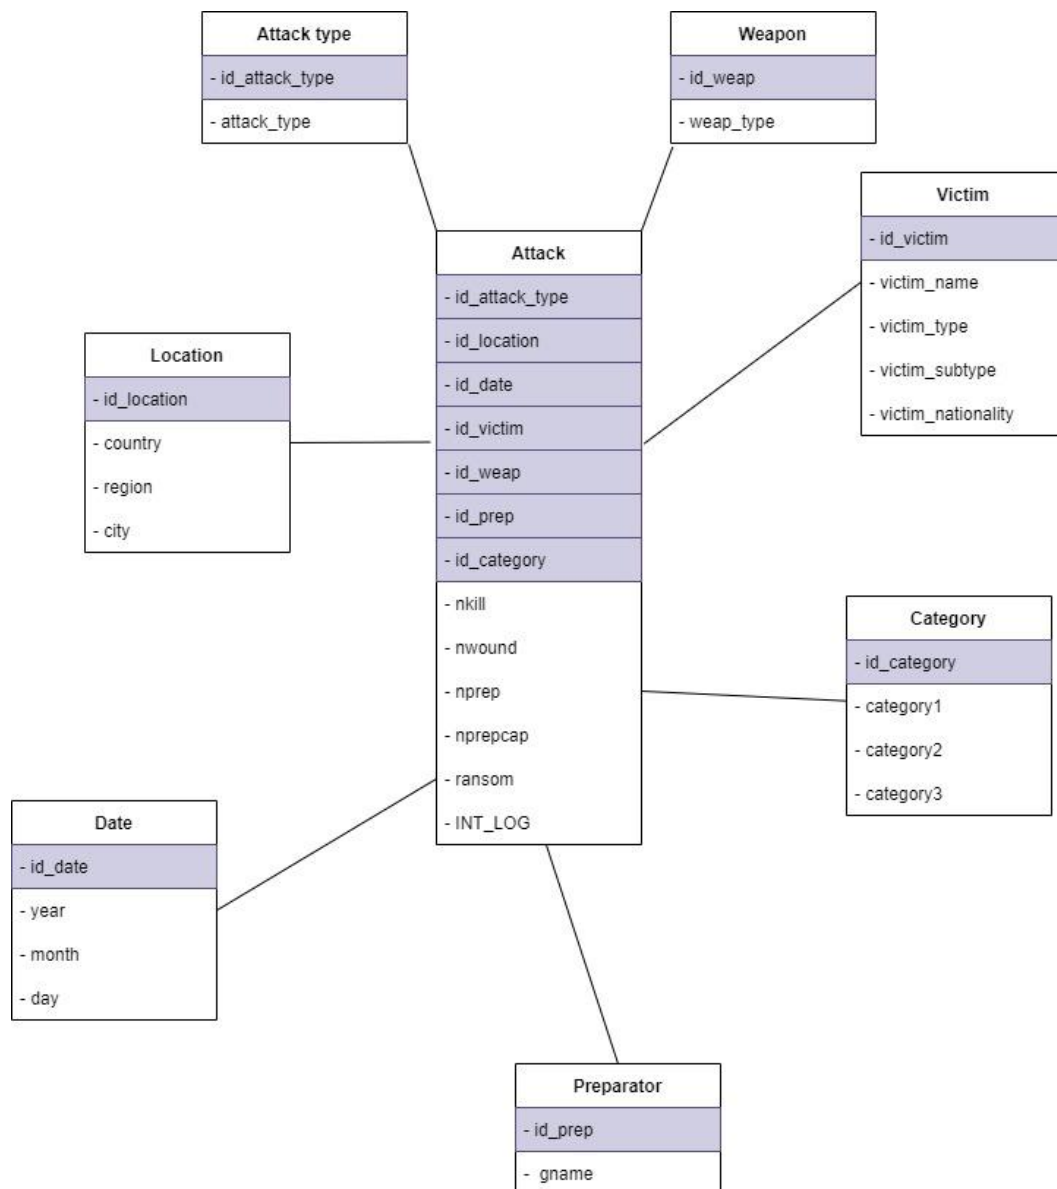 Attack type
- id_attack_type
- attack_type
Weapon
- id_weap
- weap_type
Victim
- id_victim
- victim_name
- victim_type
- victim_subtype
- victim_nationality
Attack
- id_attack_type
- id_location
- id_date
- id_victim
- id_weap
- id_prep
- id_category
- nkill
- nwound
- nprep
- nprepcap
- ransom
- INT_LOG
Location
- id_location
- country
- region
- city
Category
- id_category
- category1
- category2
- category3
Date
- id_date
- year
- month
- day
Preparator
- id_prep
- gname